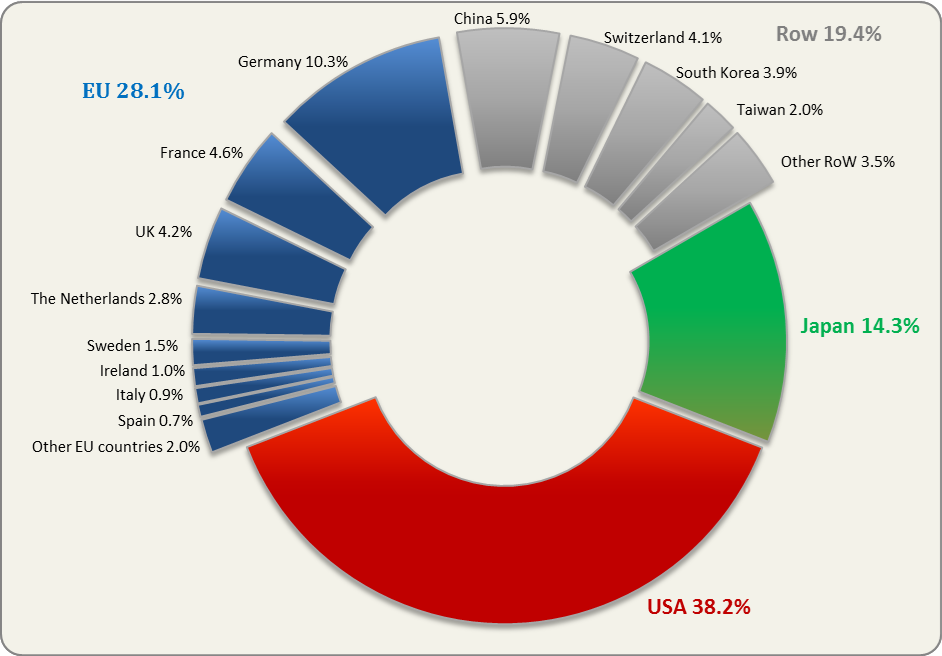 China 5.9%
Row 19.4%
Switzerland 4.1%
Germany 10.3%
South Korea 3.9%
EU 28.1%
Taiwan 2.0%
France 4.6%
Other RoW 3.5%
UK 4.2%
The Netherlands 2.8%
Japan 14.3%
Sweden 1.5%
Ireland 1.0%
Italy 0.9%
Spain 0.7%
Other EU countries 2.0%
USA 38.2%